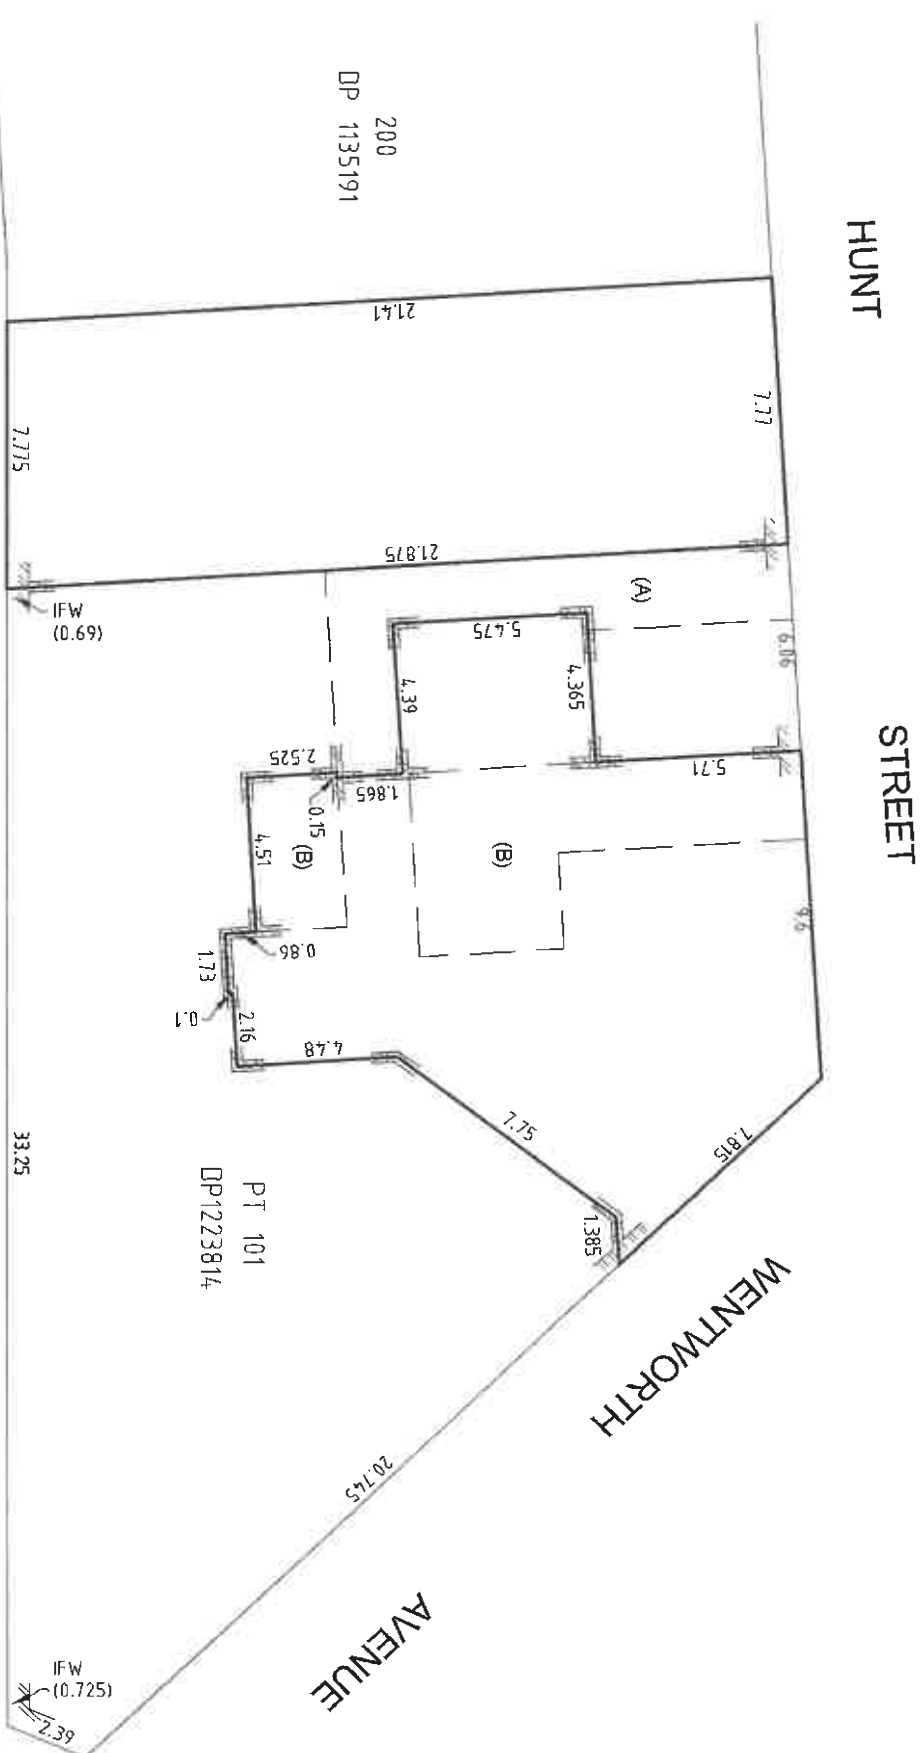 HUNT
STREET
WENTWORTH
AVENUE
200
DP 1135191
21.41
7.77
7.775
21.875
IFW
(0.69)
(A)
6.06
5.475
4.365
4.39
5.71
2.525
1.865
0.15
(B)
(B)
4.51
0.86
1.73
0.1
2.16
4.48
9.6
7.75
7.815
1.385
PT 101
DP1223814
33.25
20.745
IFW
(0.725)
2.39